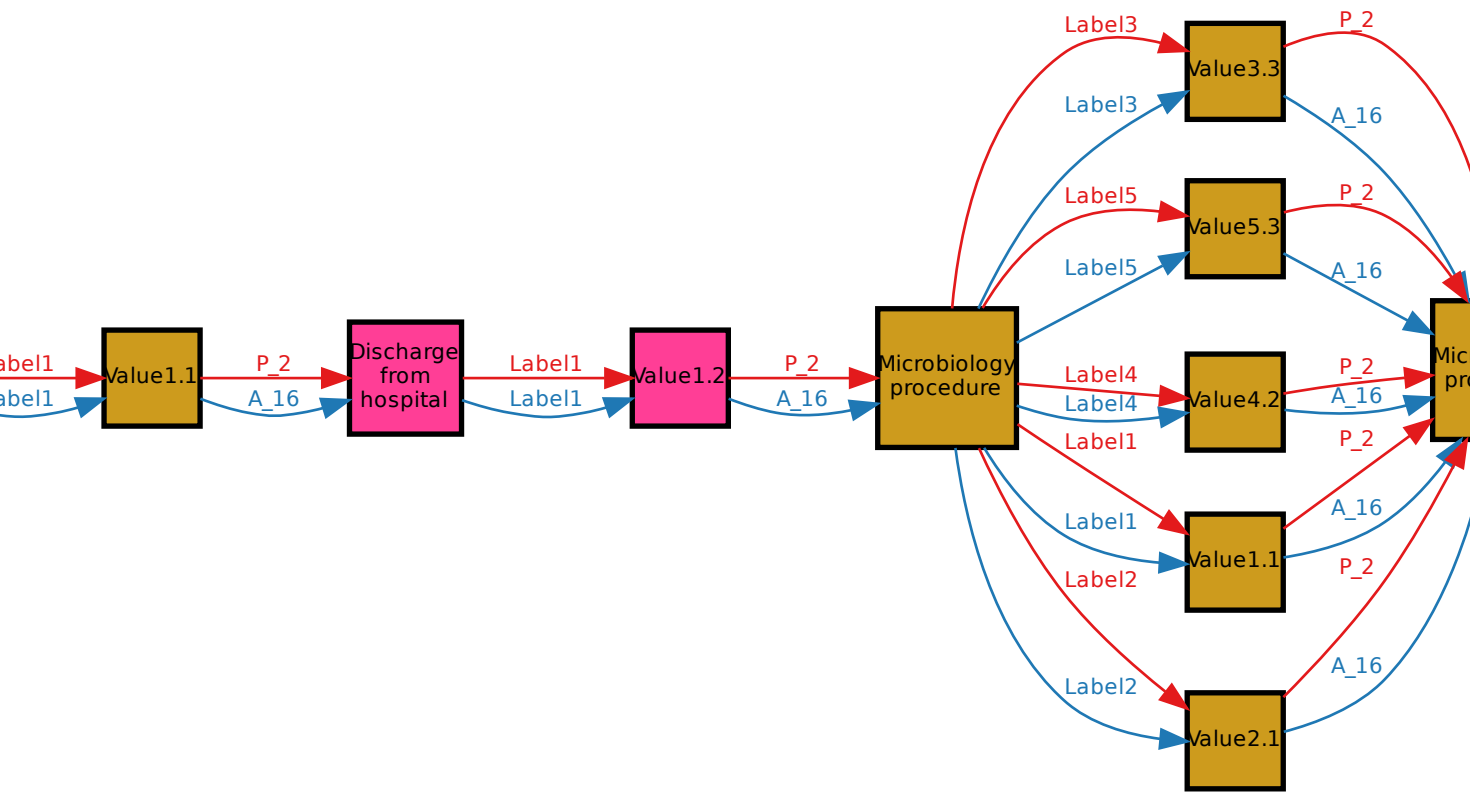 abel1
abel1
Value1.1
P_2
A_16
Discharge
from
hospital
Label1
Label1
Value1.2
P_2
A_16
Microbiology
procedure
Label3
Label3
Label5
Label5
Label4
Label4
Label1
Label1
Label2
Label2
Value3.3
Value5.3
Value4.2
Value1.1
Value2.1
P_2
A_16
P_2
A_16
P_2
A_16
P_2
A_16
P_2
A_16
Mic
pro